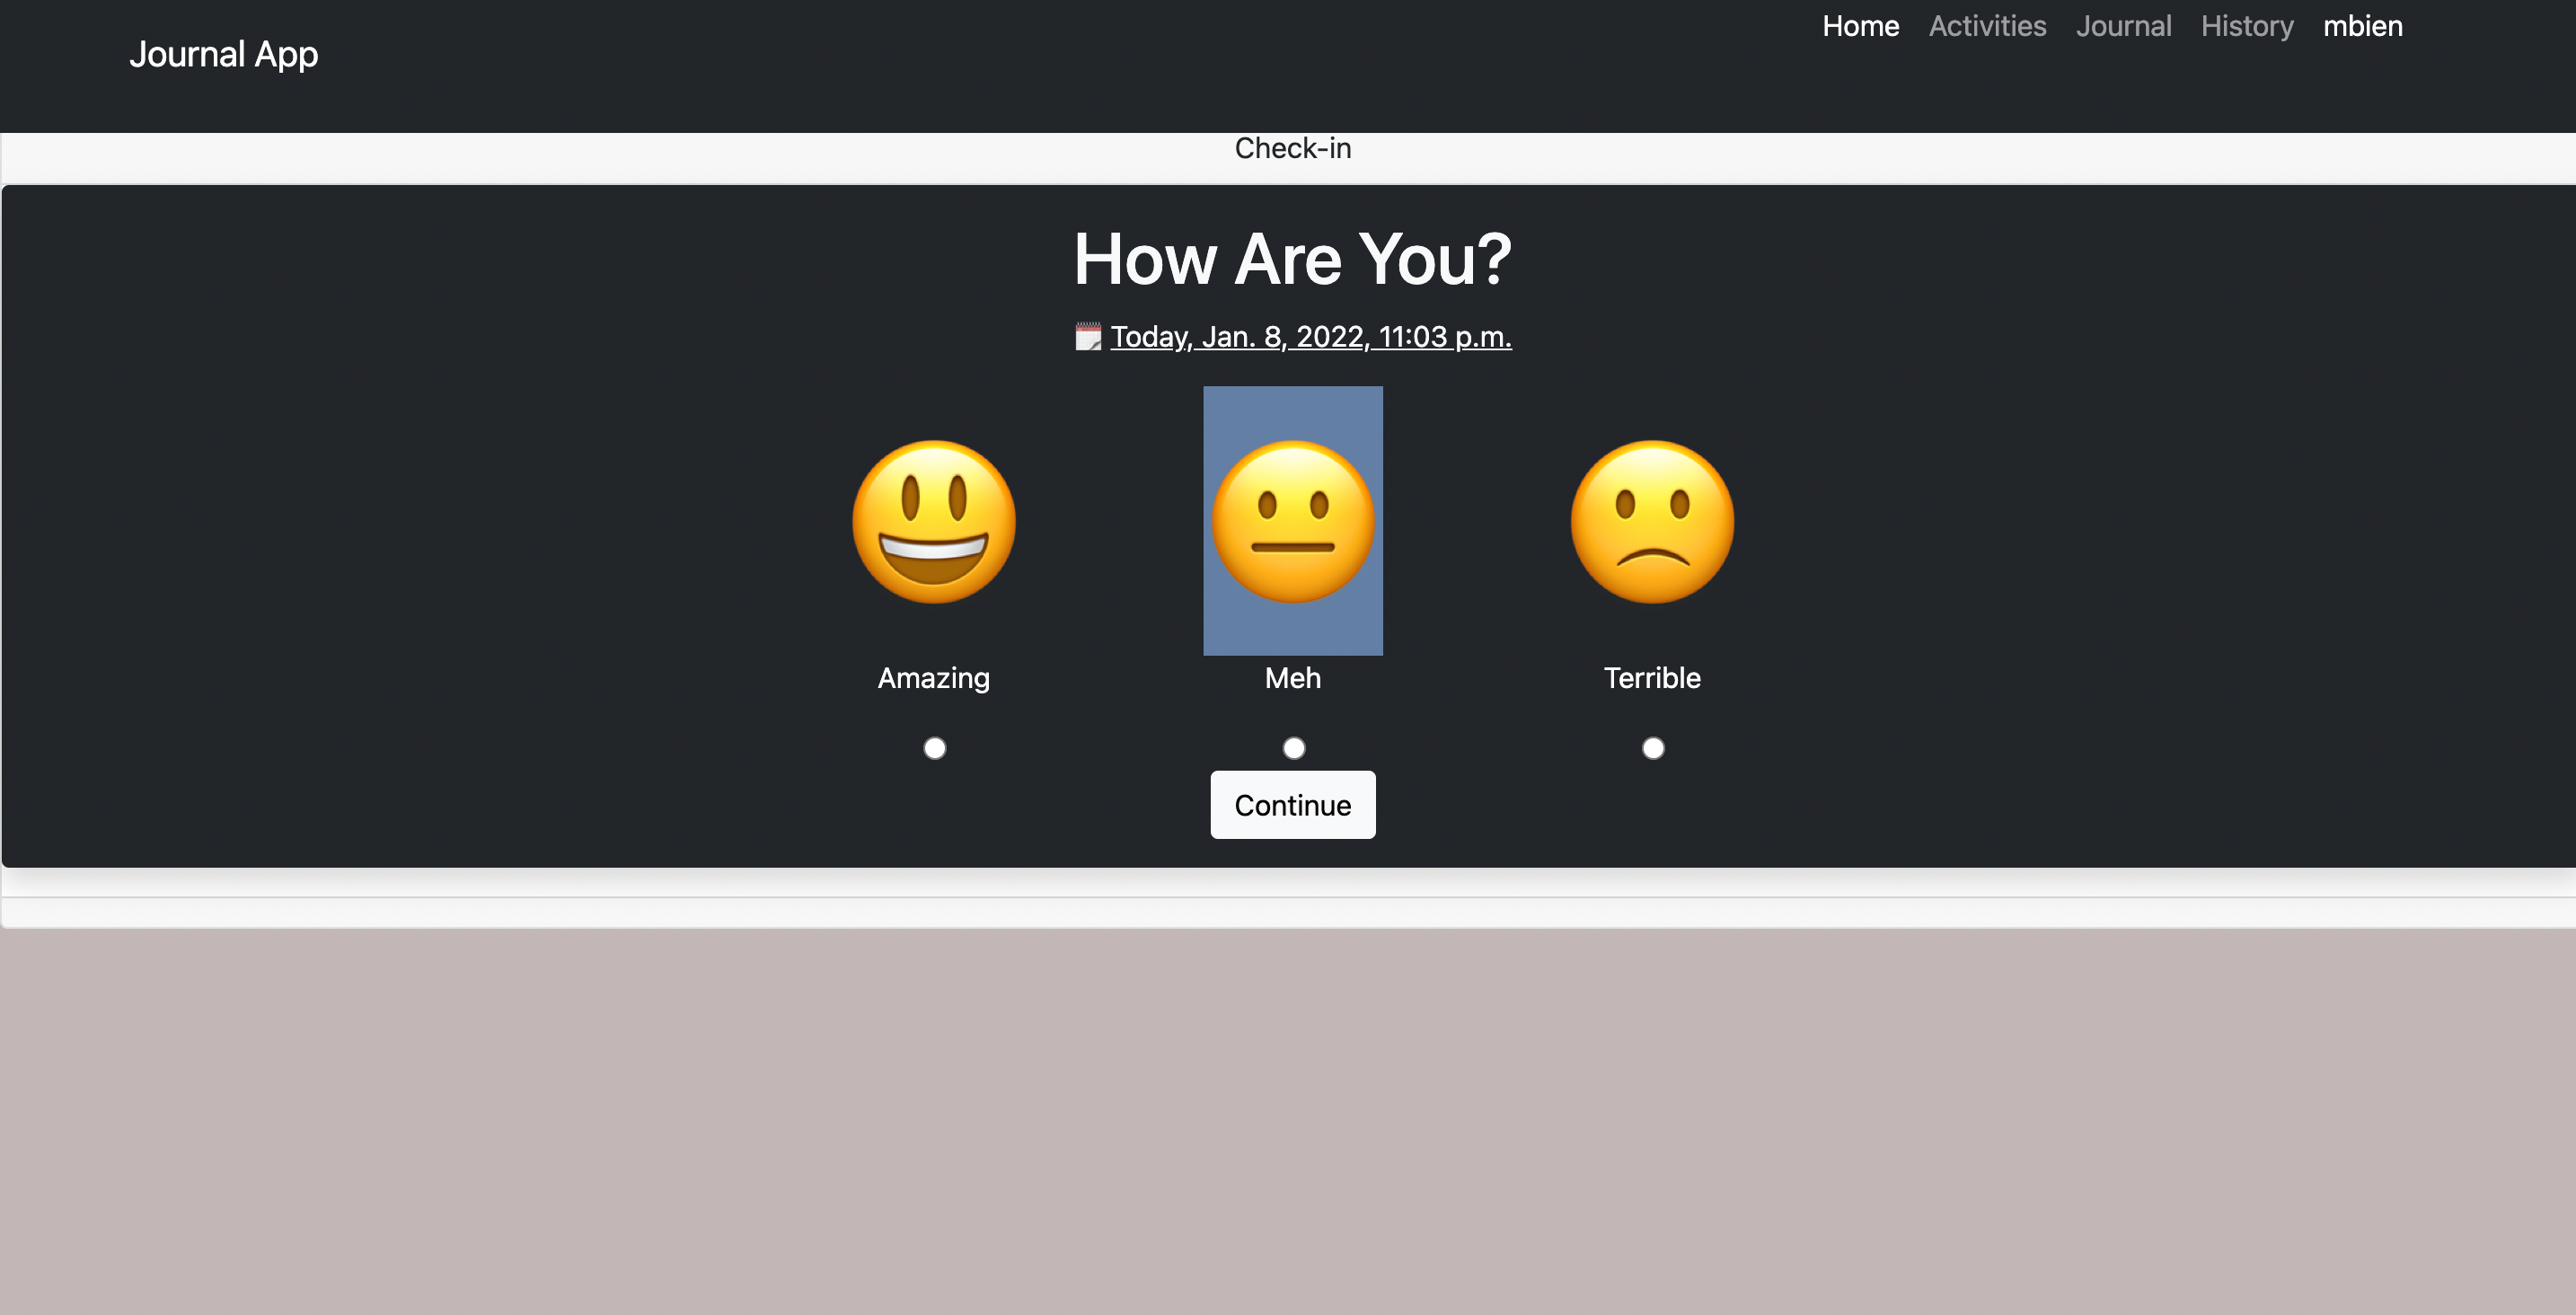 Journal App
Home Activities Journal History mbien
Check-in
How Are You?
Today, Jan. 8, 2022, 11:03 p.m.
Amazing Meh Terrible
Continue